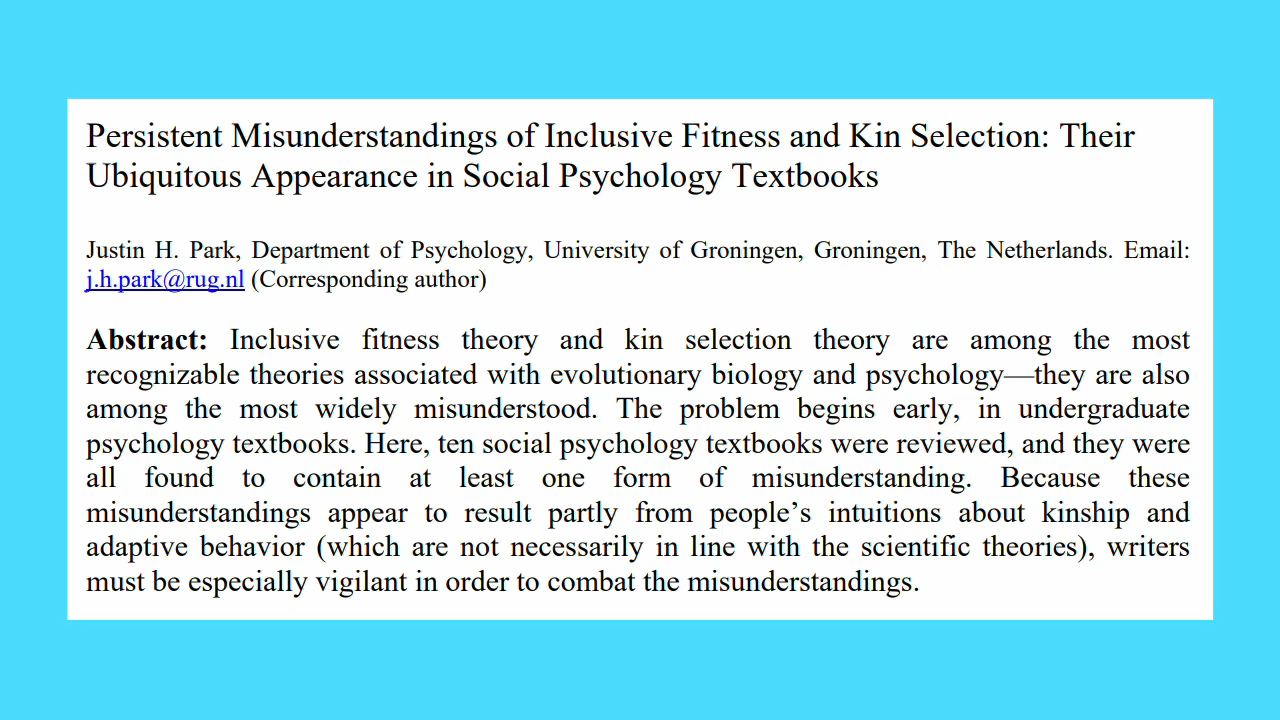 Persistent Misunderstandings of Inclusive Fitness and Kin Selection: Their
Ubiquitous Appearance in Social Psychology Textbooks
Justin H. Park, Department of Psychology, University of Groningen, Groningen, The Netherlands. Email:
j.h.park@rug.nl (Corresponding author)
Abstract: Inclusive fitness theory and kin selection theory are among the most
recognizable theories associated with evolutionary biology and psychology—they are also
among the most widely misunderstood. The problem begins early, in undergraduate
psychology textbooks. Here, ten social psychology textbooks were reviewed, and they were
all found to contain at least one form of misunderstanding. Because these
misunderstandings appear to result partly from people’s intuitions about kinship and
adaptive behavior (which are not necessarily in line with the scientific theories), writers
must be especially vigilant in order to combat the misunderstandings.